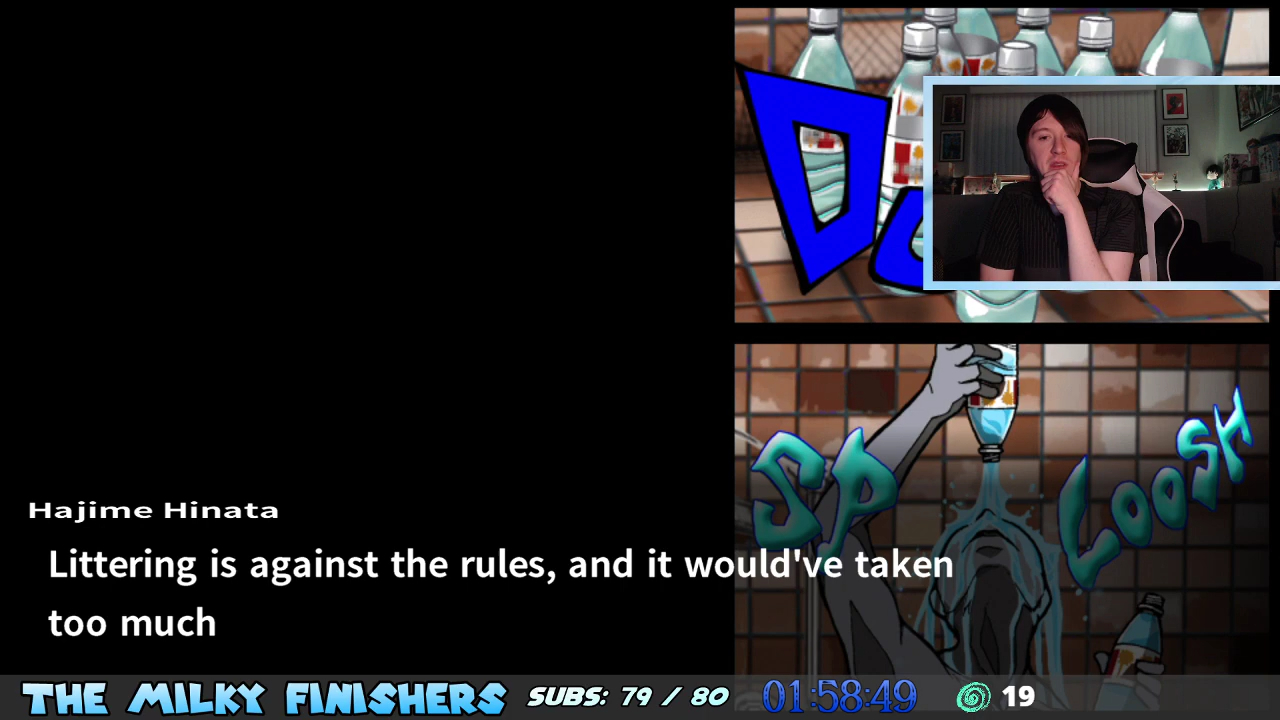 SPLOOSH
Hajime Hinata
Littering is against the rules, and it would've taken
too much
THE MILKY FINISHERS SUBS: 79 / 80 01:58:49 19